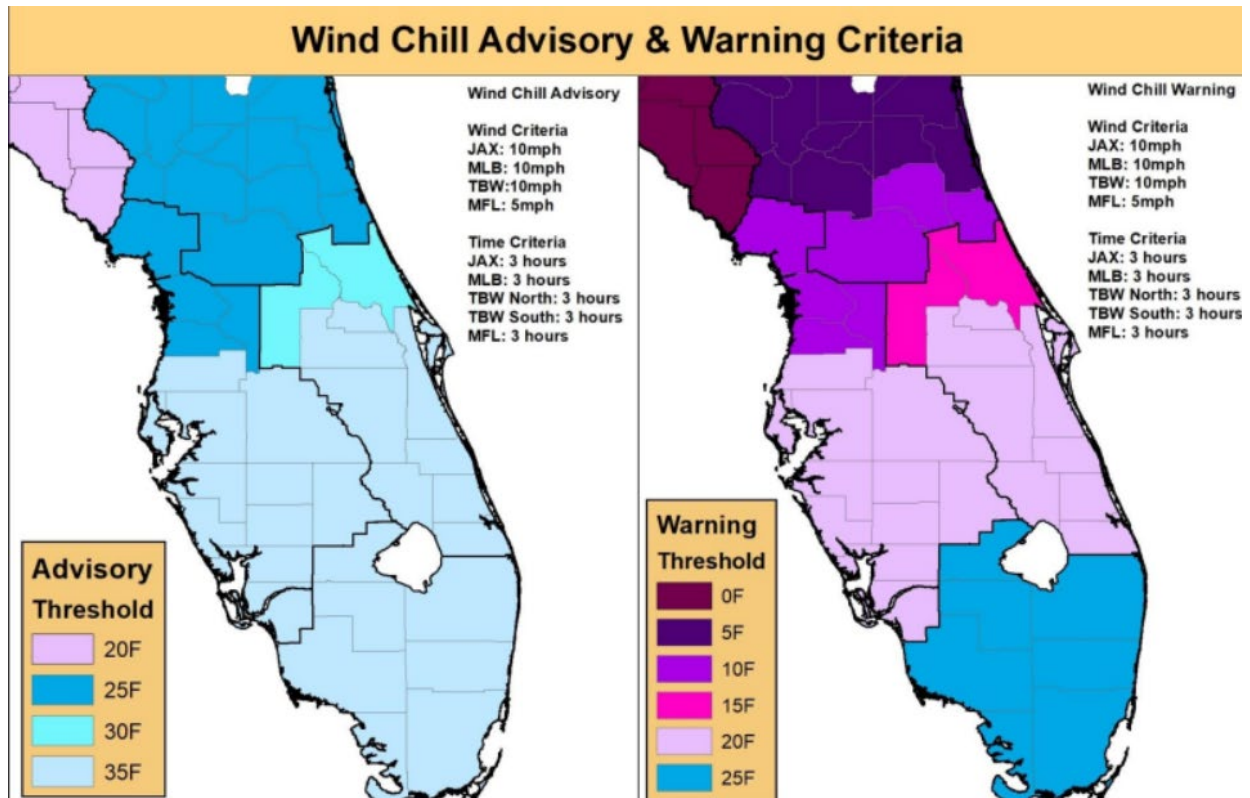 Wind Chill Advisory & Warning Criteria
Wind Chill Advisory
Wind Criteria
JAX: 10mph
MLB: 10mph
TBW:10mph
MFL: 5mph
Time Criteria
JAX: 3 hours
MLB: 3 hours
TBW North: 3 hours
TBW South: 3 hours
MFL: 3 hours
Advisory
Threshold
20F
25F
30F
35F
Wind Chill Warning
Wind Criteria
JAX: 10mph
MLB: 10mph
TBW: 10mph
MFL: 5mph
Time Criteria
JAX: 3 hours
MLB: 3 hours
TBW North: 3 hours
TBW South: 3 hours
MFL: 3 hours
Warning
Threshold
0F
5F
10F
15F
20F
25F